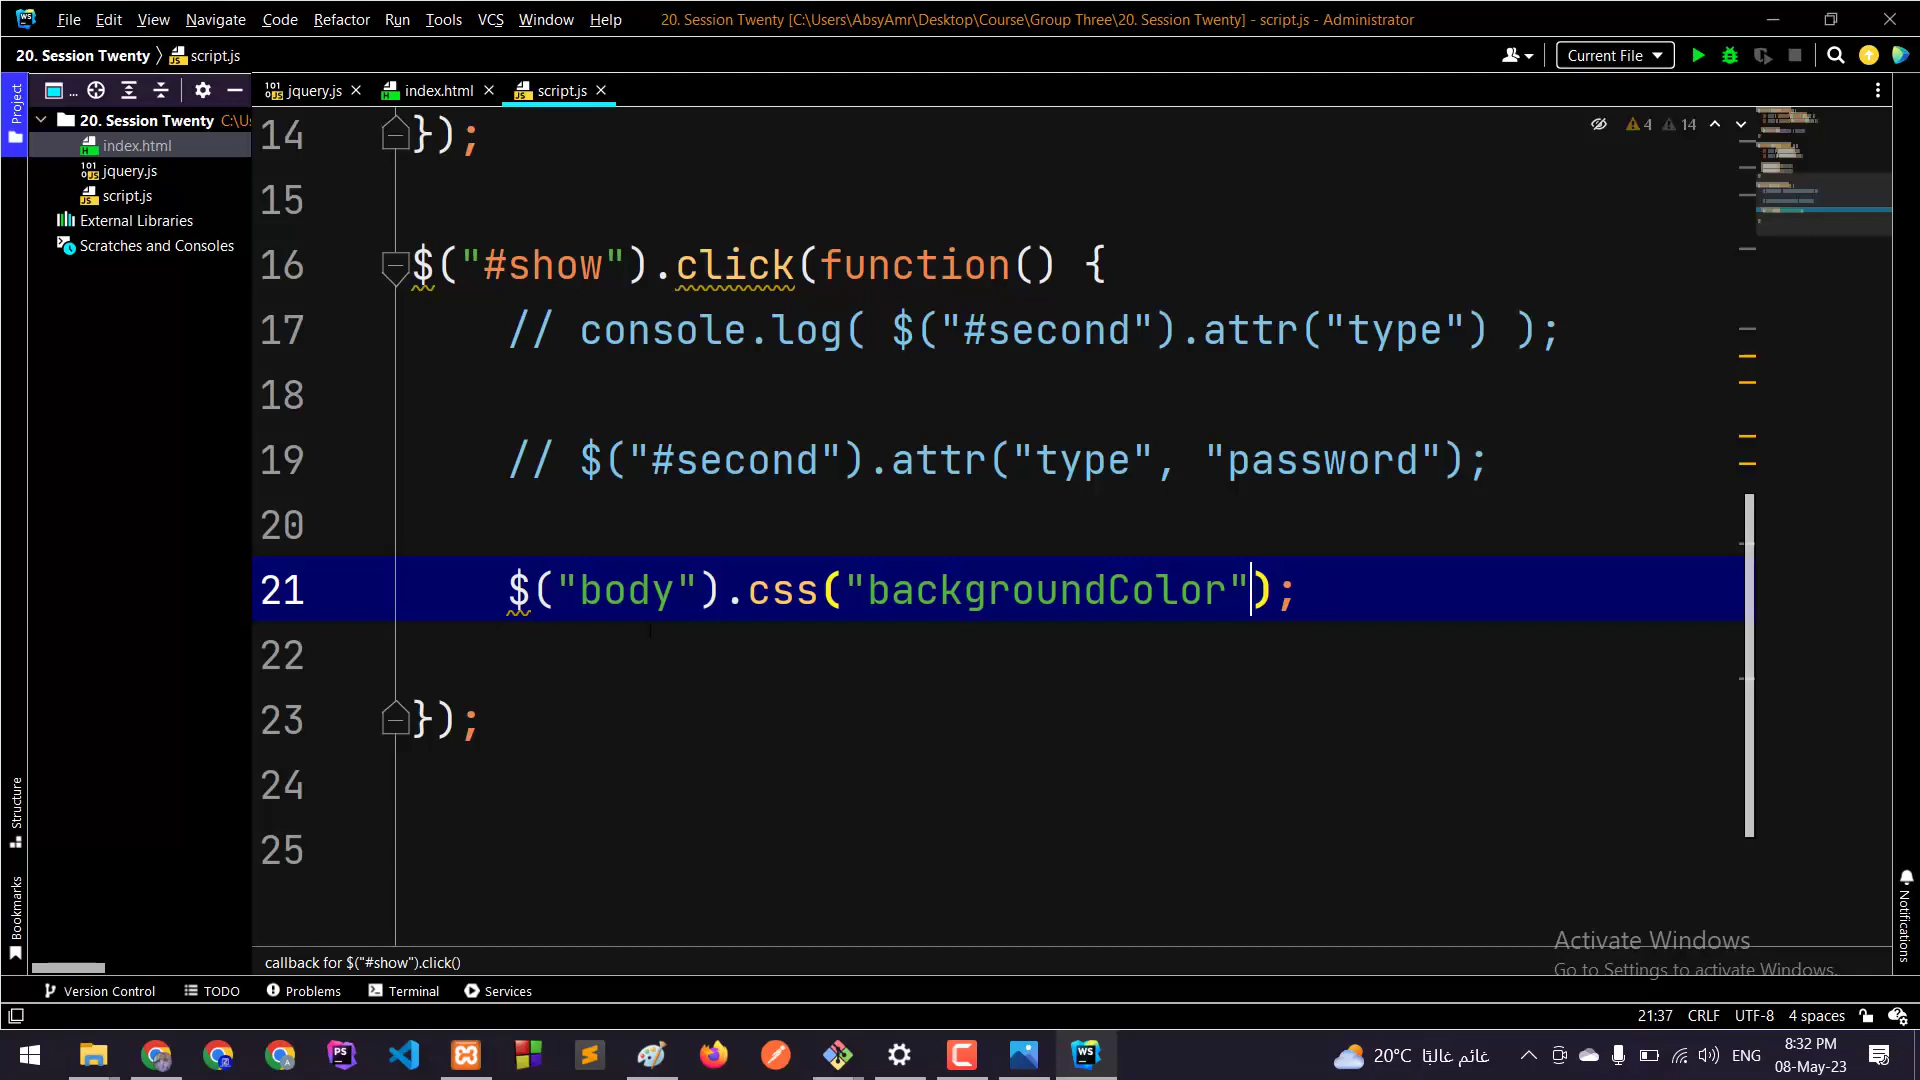 File Edit View Navigate Code Refactor Run Tools VCS Window Help 20. Session Twenty [C:\Users\AbsyAmr\Desktop\Course\Group Three\20. Session Twenty] - script.js - Administrator
20. Session Twenty script.js Current File
Project ... jquery.js index.html script.js
20. Session Twenty C:\Us
index.html
jquery.js
script.js
External Libraries
Scratches and Consoles
4 14
14 });
15
16 $("#show").click(function() {
17 // console.log( $("#second").attr("type") );
18
19 // $("#second").attr("type", "password");
20
21 $("body").css("backgroundColor");
22
23 });
24
25
Structure
Bookmarks
Notifications
Activate Windows
Go to Settings to activate Windows.
callback for $("#show").click()
Version Control TODO Problems Terminal Services
21:37 CRLF UTF-8 4 spaces
20°C غائم غالبًا ENG 8:32 PM
08-May-23